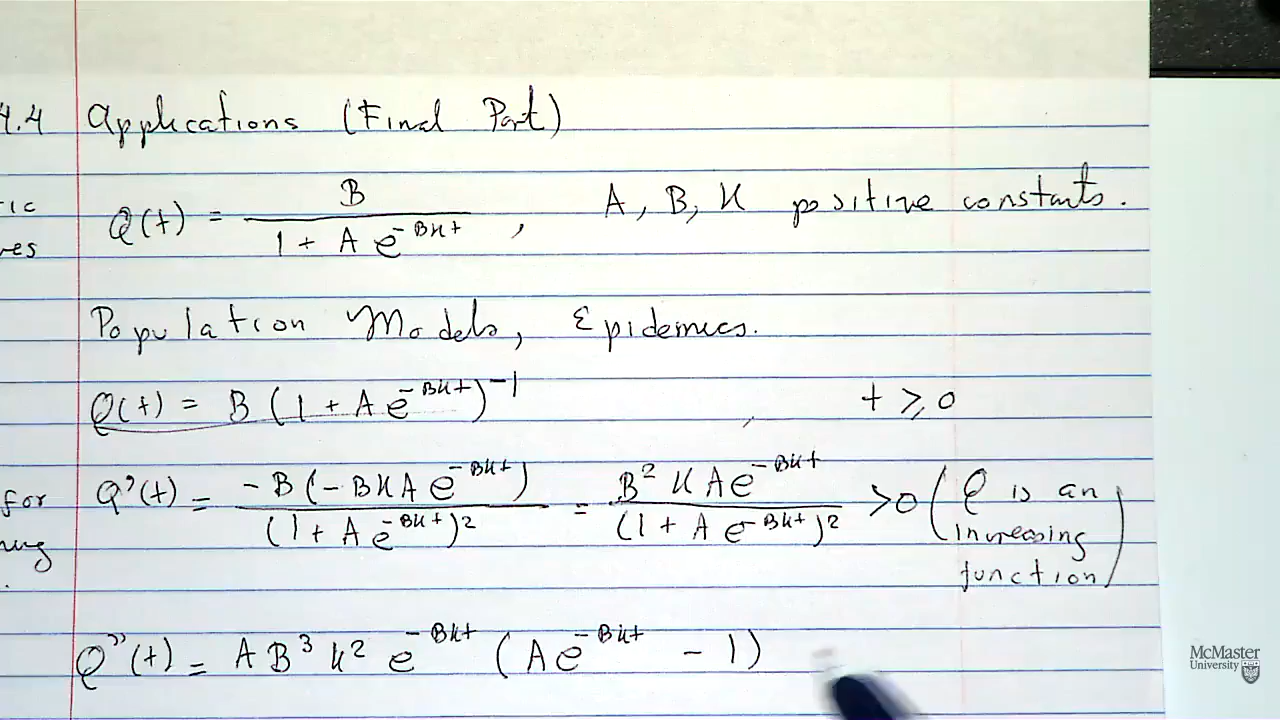 4.4 Applications (Final Part)
Q(t) = B / (1 + A e^{-Bkt}) , A, B, k positive constants.
Population Models, Epidemics.
Q(t) = B (1 + A e^{-Bkt})^{-1} t ≥ 0
Q'(t) = -B(-BkA e^{-Bkt}) / (1 + A e^{-Bkt})^2 = B^2 k A e^{-Bkt} / (1 + A e^{-Bkt})^2 > 0 (Q is an
increasing
function)
for
Q''(t) = A B^3 k^2 e^{-Bkt} (A e^{-Bkt} - 1)
McMaster
University